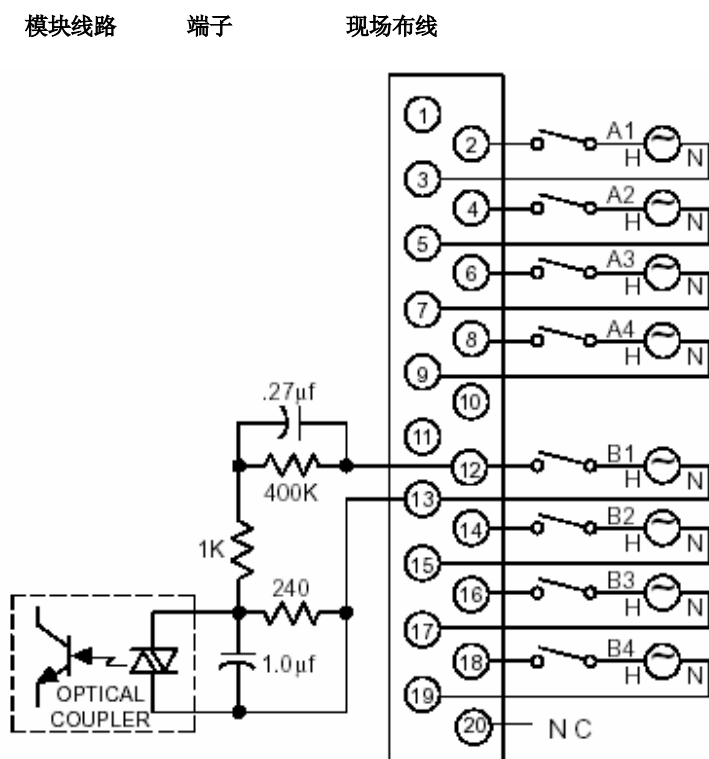 模块线路 端子 现场布线
1
2 A1 H N
3
4 A2 H N
5
6 A3 H N
7
8 A4 H N
9
.27µf
10
11
12 B1 H N
400K
13
14 B2 H N
1K
15
240
16 B3 H N
17
1.0µf
18 B4 H N
OPTICAL
COUPLER
19
20 N C